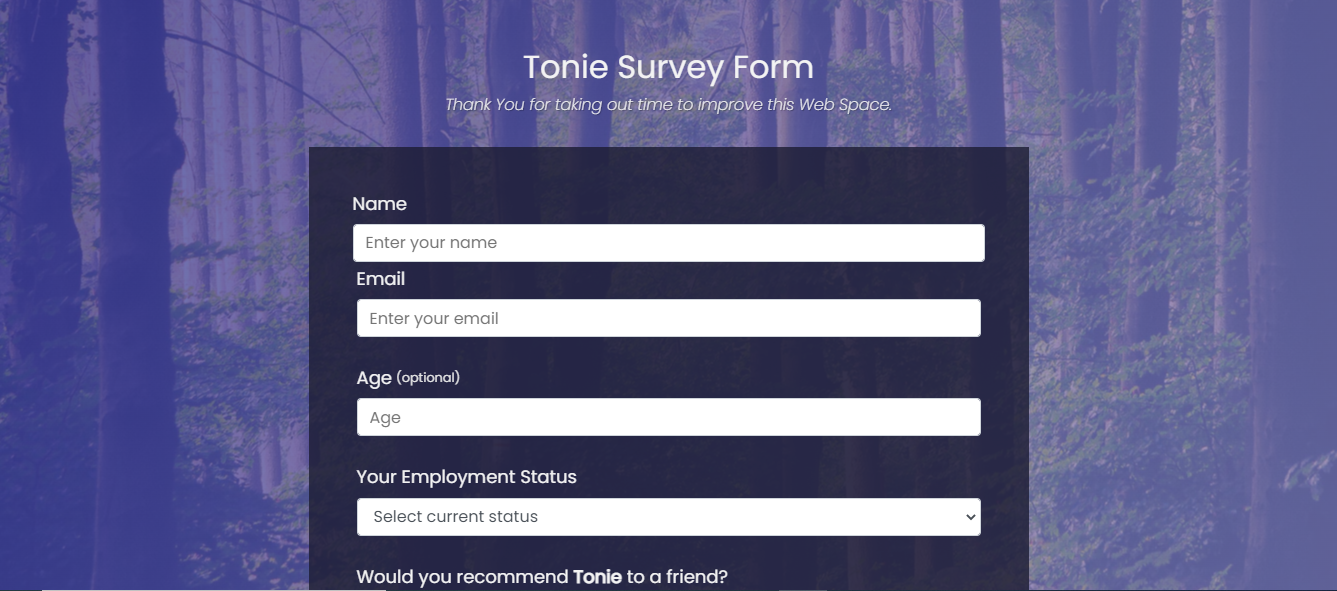 Tonie Survey Form
Thank You for taking out time to improve this Web Space.
Name
Enter your name
Email
Enter your email
Age (optional)
Age
Your Employment Status
Select current status
Would you recommend Tonie to a friend?